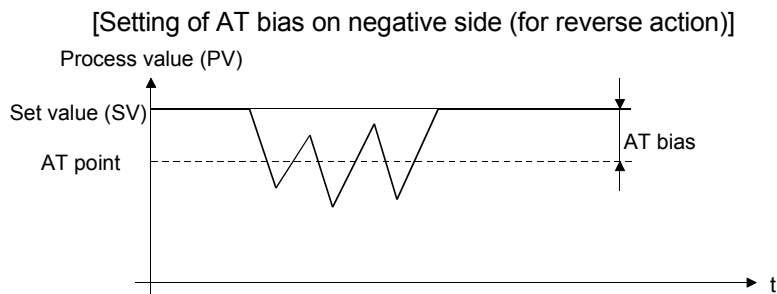 [Setting of AT bias on negative side (for reverse action)]
Process value (PV)
Set value (SV)
AT bias
AT point
t